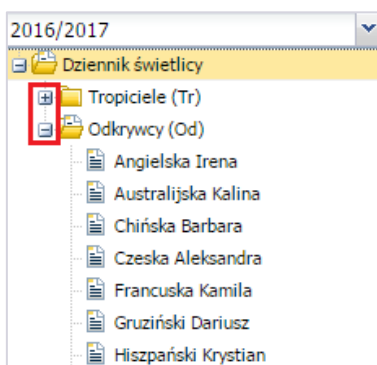 2016/2017
Dziennik świetlicy
Tropiciele (Tr)
Odkrywcy (Od)
Angielska Irena
Australijska Kalina
Chińska Barbara
Czeska Aleksandra
Francuska Kamila
Gruziński Dariusz
Hiszpański Krystian